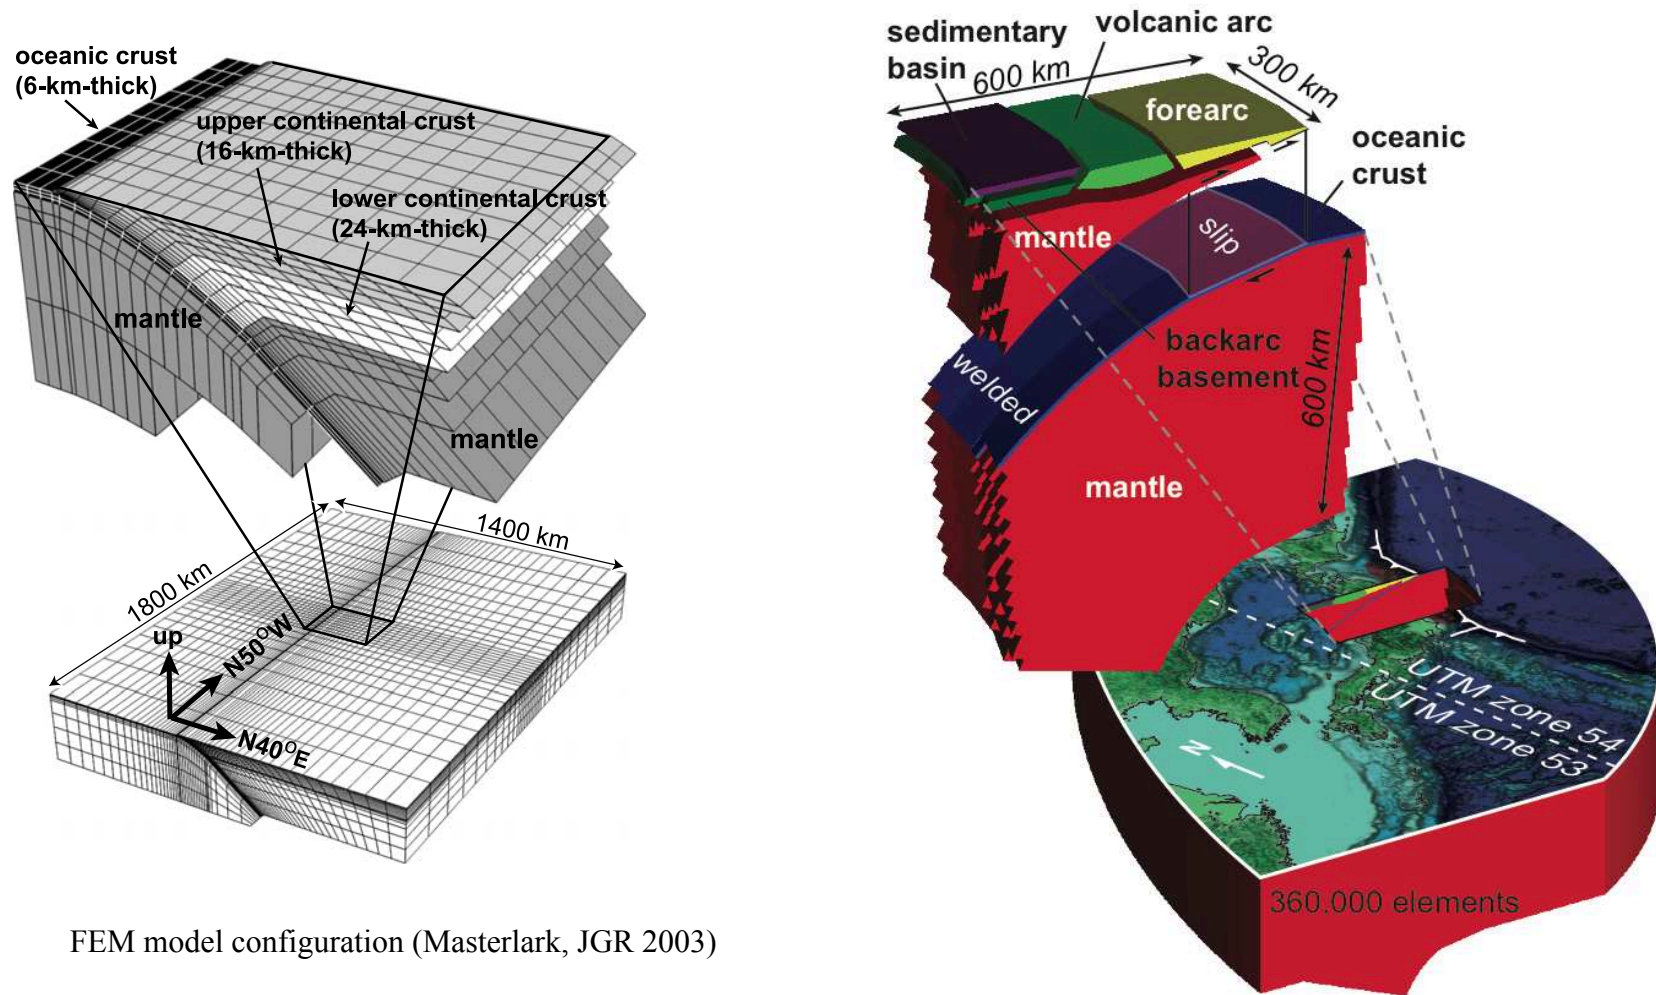 oceanic crust
(6-km-thick)
upper continental crust
(16-km-thick)
lower continental crust
(24-km-thick)
mantle
mantle
1400 km
1800 km
up
N50°W
N40°E
FEM model configuration (Masterlark, JGR 2003)
volcanic arc
sedimentary
basin
600 km
300 km
forearc
oceanic
crust
mantle
slip
backarc
basement
welded
600 km
mantle
UTM zone 54
UTM zone 53
N
360.000 elements